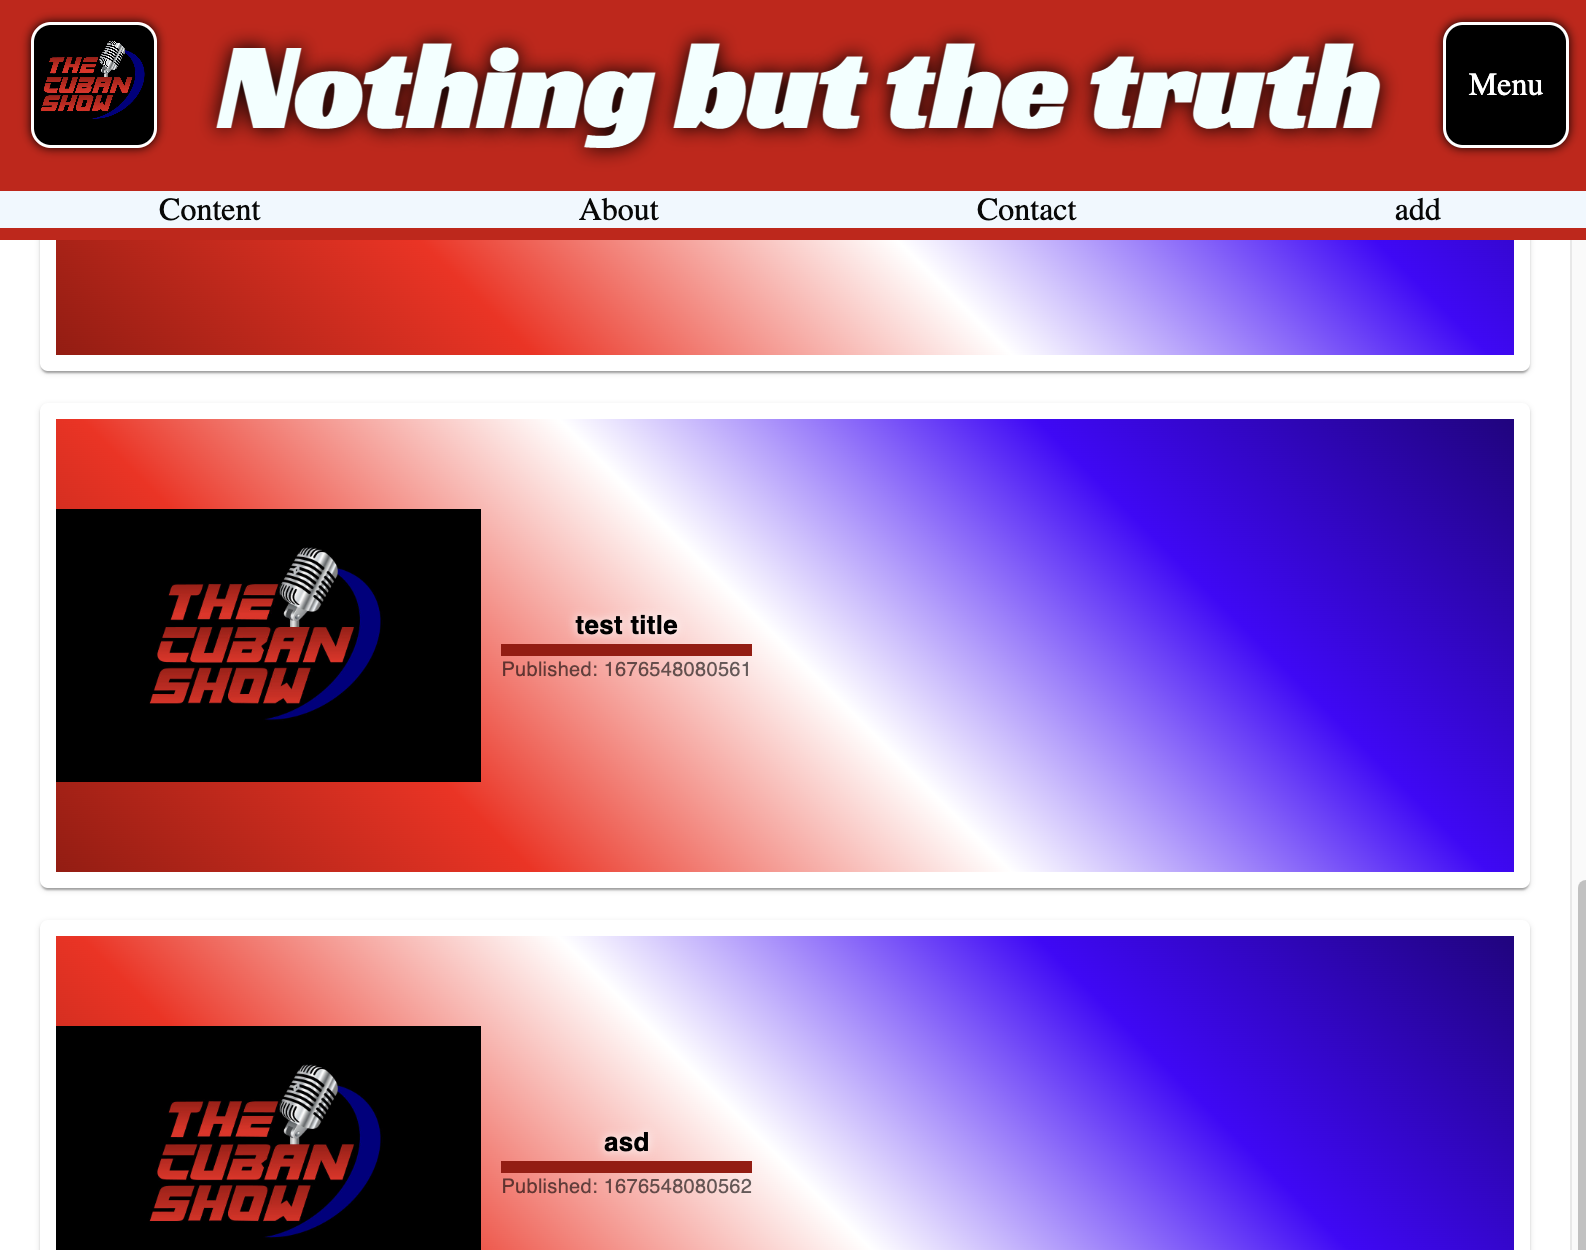 THE
CUBAN
SHOW
Nothing but the truth
Menu
Content About Contact add
THE
CUBAN
SHOW
test title
Published: 1676548080561
THE
CUBAN
SHOW
asd
Published: 1676548080562